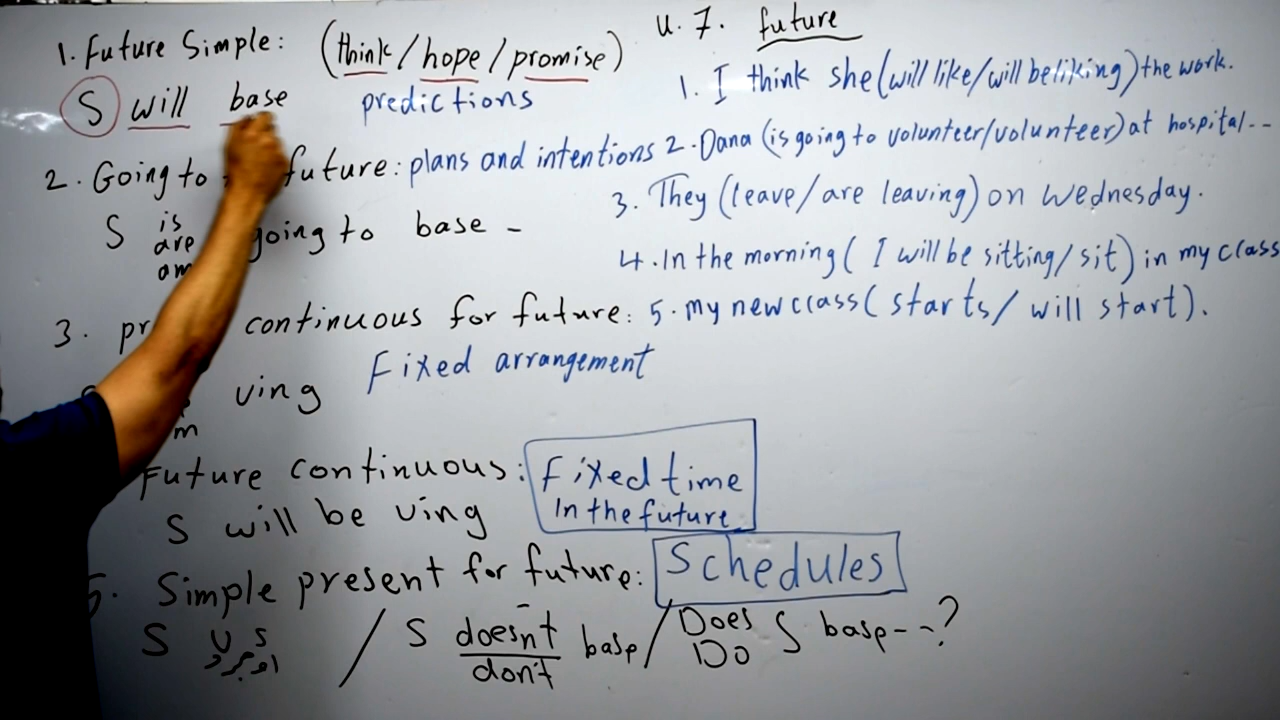 1. Future Simple: (think/hope/promise)
S will base predictions
2. Going to future: plans and intentions
S is going to base -
are
am
3. continuous for future:
Fixed arrangement
ving
Future continuous: Fixed time
In the future
S will be ving
5. Simple present for future: Schedules
S v s / S doesn't base / Does S base--?
don't Do
u. 7. future
1. I think she (will like/will be liking) the work.
2. Dana (is going to volunteer/volunteer) at hospital--
3. They (leave/are leaving) on Wednesday.
4. In the morning ( I will be sitting/sit) in my class
5. my new class ( starts/ will start).